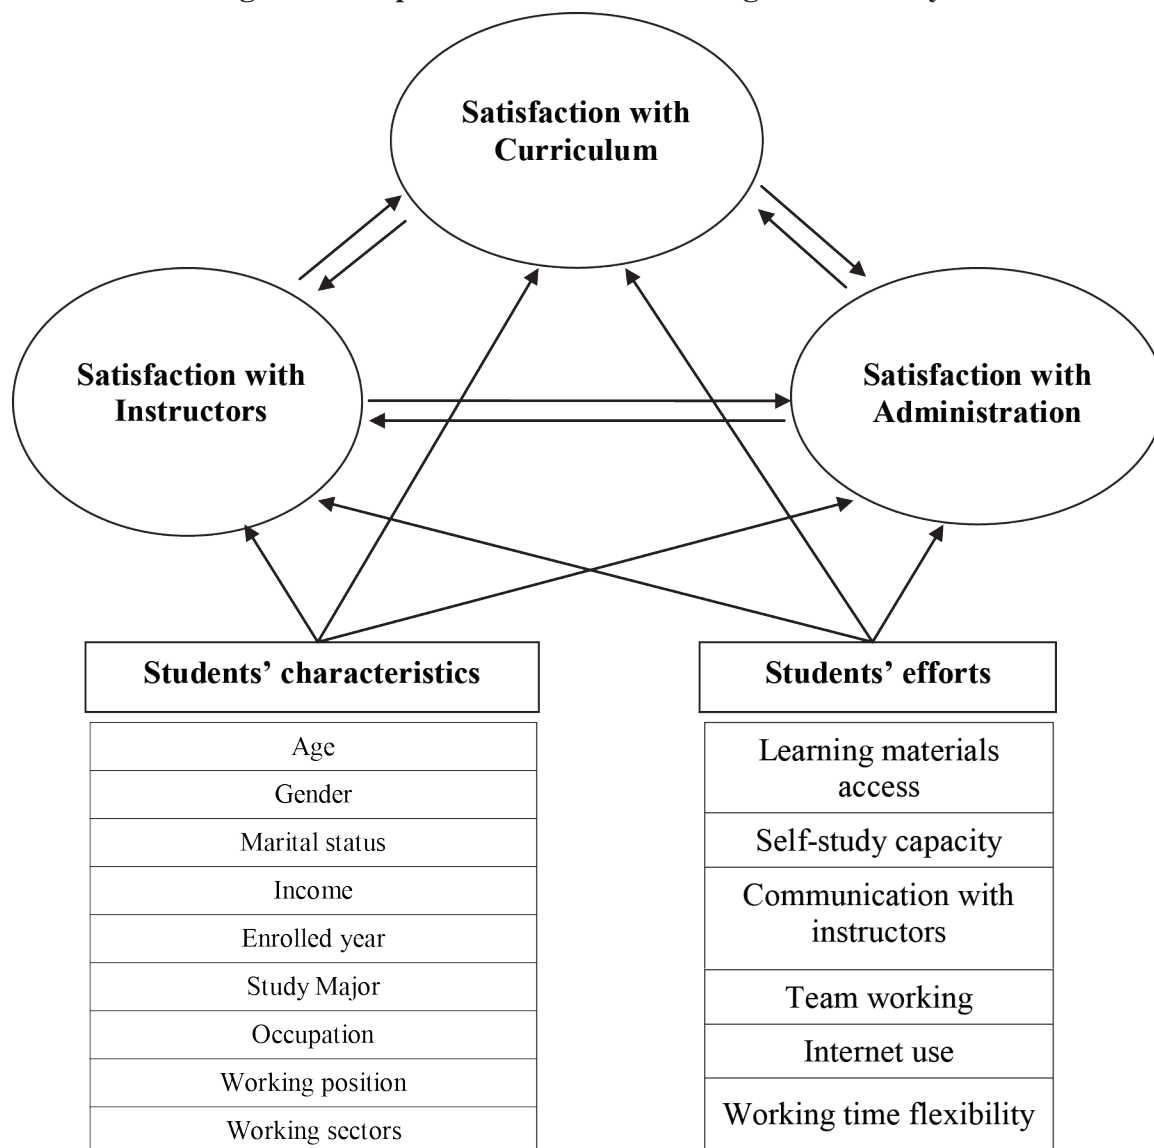 Satisfaction with
Curriculum
Satisfaction with
Instructors
Satisfaction with
Administration
Students’ characteristics
Age
Gender
Marital status
Income
Enrolled year
Study Major
Occupation
Working position
Working sectors
Students’ efforts
Learning materials
access
Self-study capacity
Communication with
instructors
Team working
Internet use
Working time flexibility